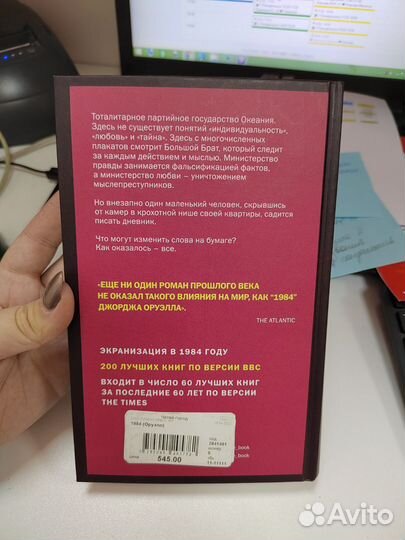 Тоталитарное партийное государство Океания.
Здесь не существует понятий «индивидуальность»,
«любовь» и «тайна». Здесь с многочисленных
плакатов смотрит Большой Брат, который следит
за каждым действием и мыслью. Министерство
правды занимается фальсификацией фактов,
а министерство любви – уничтожением
мыслепреступников.
Но внезапно один маленький человек, скрывшись
от камер в крохотной нише своей квартиры, садится
писать дневник.
Что могут изменить слова на бумаге?
Как оказалось – все.
«ЕЩЕ НИ ОДИН РОМАН ПРОШЛОГО ВЕКА
НЕ ОКАЗАЛ ТАКОГО ВЛИЯНИЯ НА МИР, КАК "1984"
ДЖОРДЖА ОРУЭЛЛА».
THE ATLANTIC
ЭКРАНИЗАЦИЯ В 1984 ГОДУ
200 ЛУЧШИХ КНИГ ПО ВЕРСИИ BBC
ВХОДИТ В ЧИСЛО 60 ЛУЧШИХ КНИГ
ЗА ПОСЛЕДНИЕ 60 ЛЕТ ПО ВЕРСИИ
THE TIMES
Читай город
1984 (Оруэлл)
цена
545.00
_book
_book
Avito